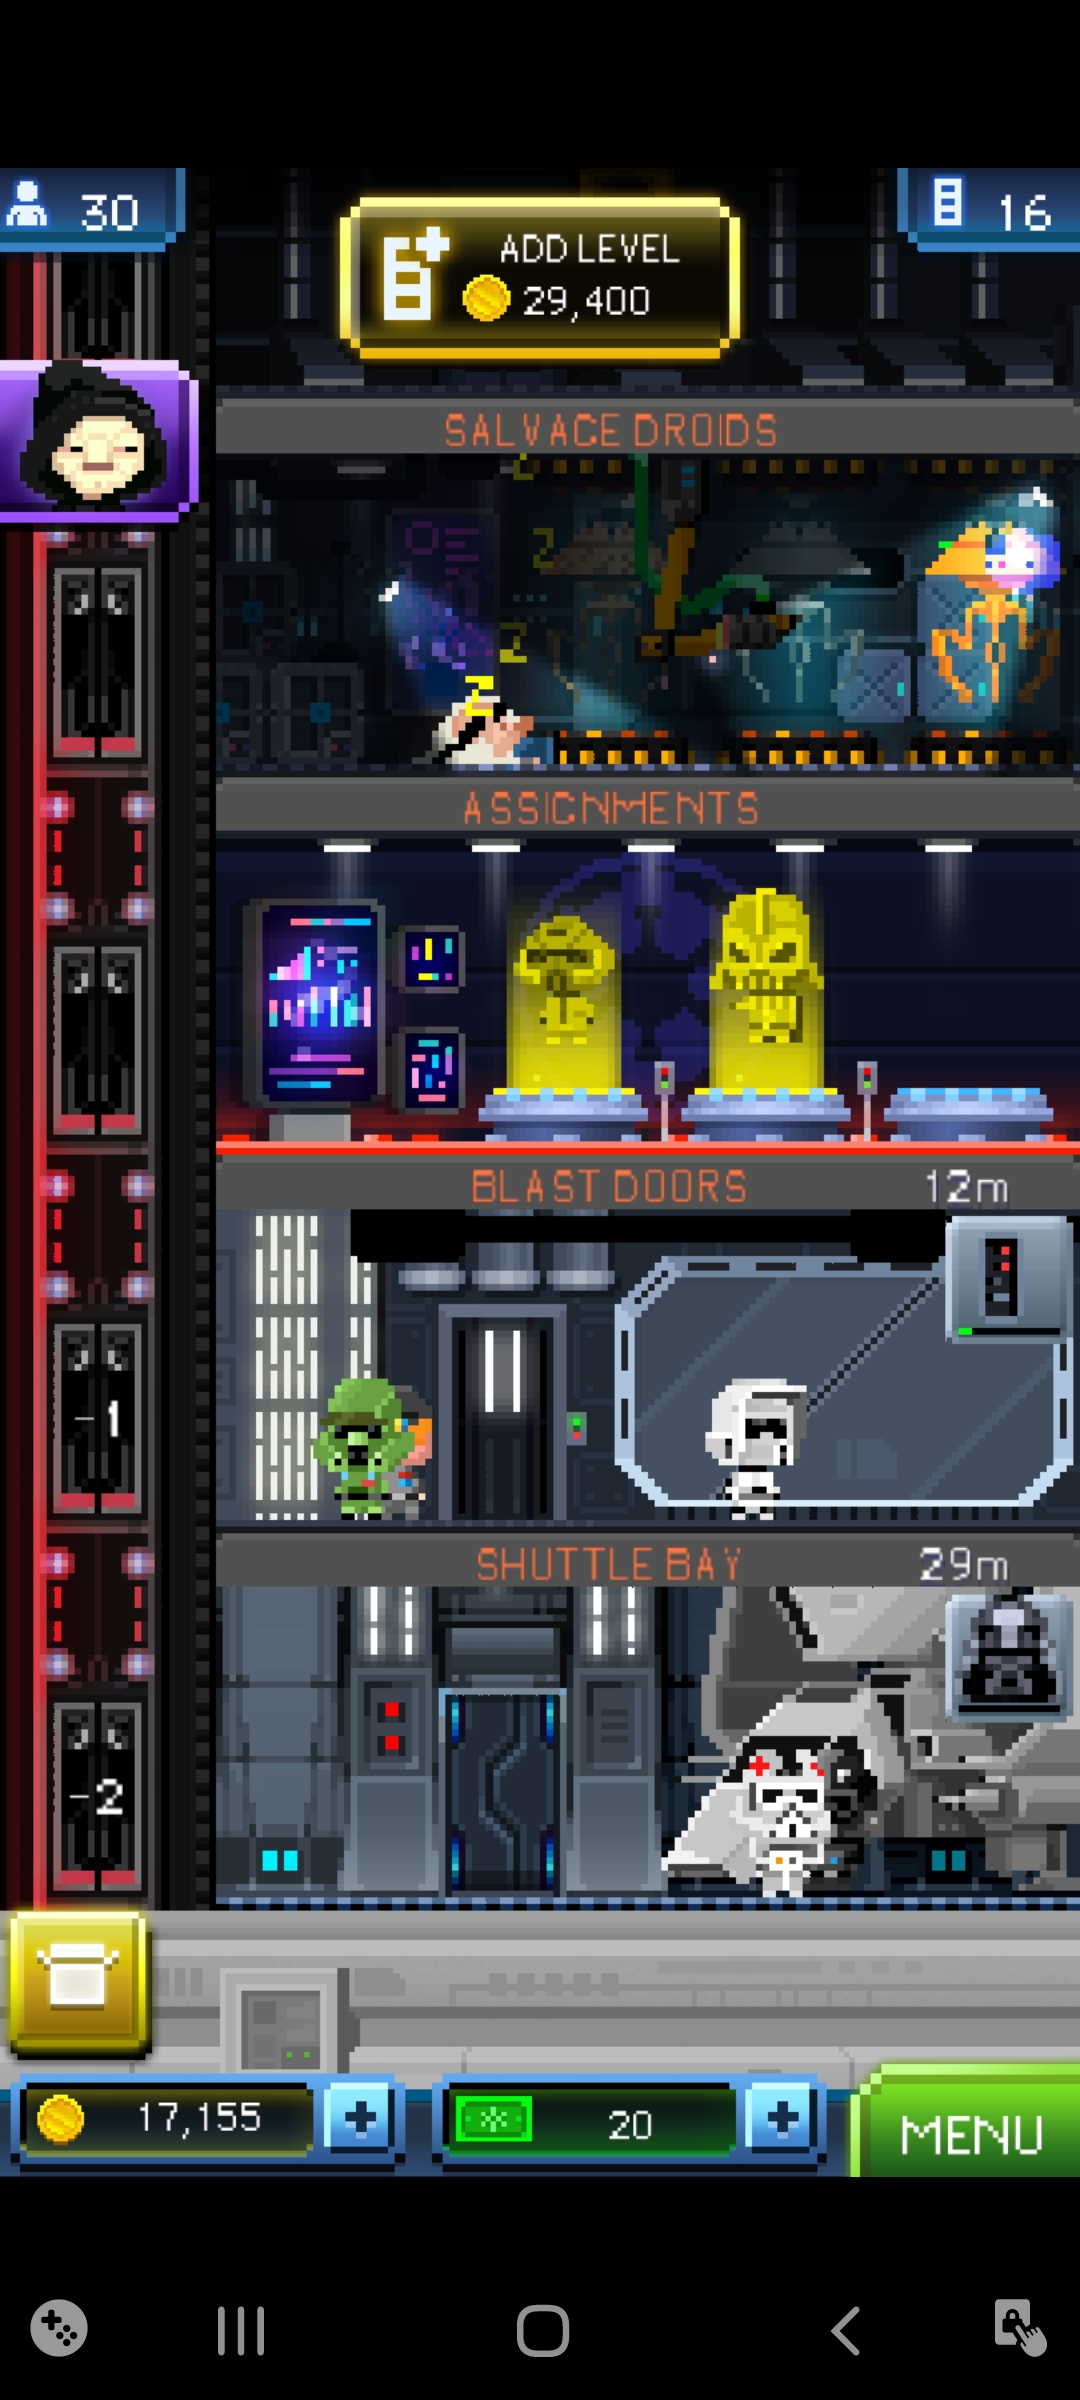 30
ADD LEVEL
29,400
16
SALVAGE DROIDS
Z
Z
Z
Z
ASSIGNMENTS
BLAST DOORS 12m
-1
SHUTTLE BAY 29m
-2
17,155
20
MENU